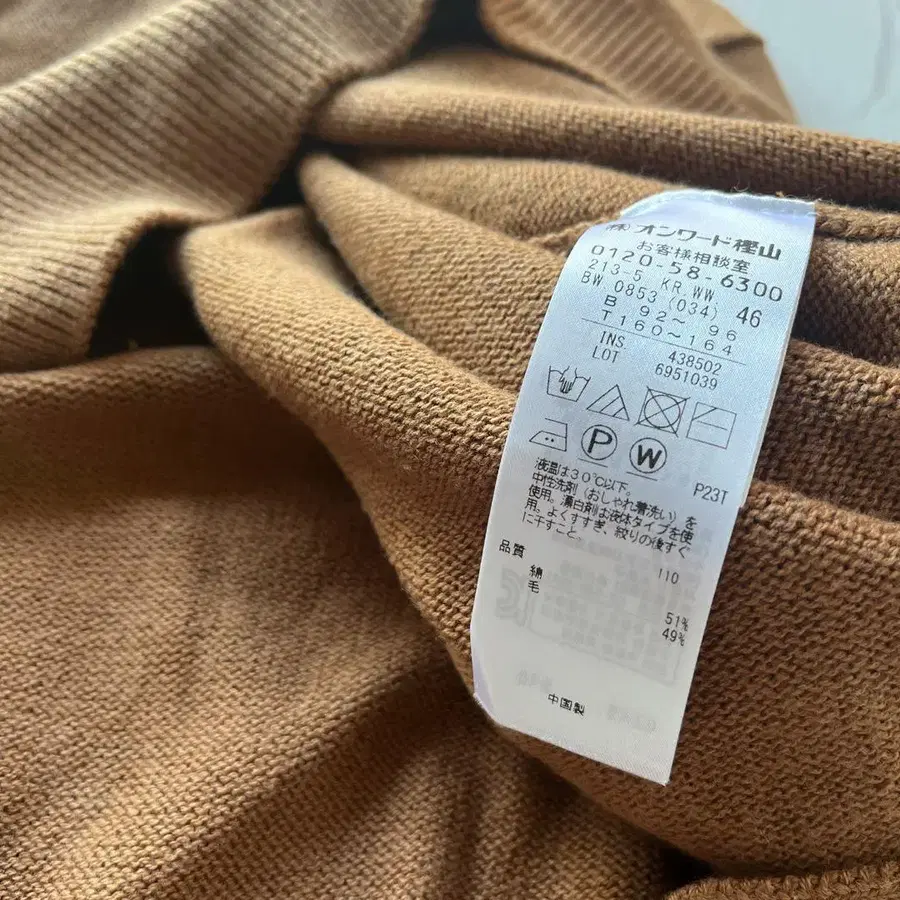 (株)オンワード樫山
お客様相談室
0120-58-6300
213-5 KR WW
BW 0853 (034) 46
B 92～ 96
T 160～164
INS 438502
LOT 6951039
P W
P23T
液温は30℃以下。
中性洗剤(おしゃれ着洗い)を
使用。漂白剤は液体タイプを使
用。よくすすぎ、絞りの後すぐ
に干すこと。
品質 110
綿 51%
毛 49%
中国製